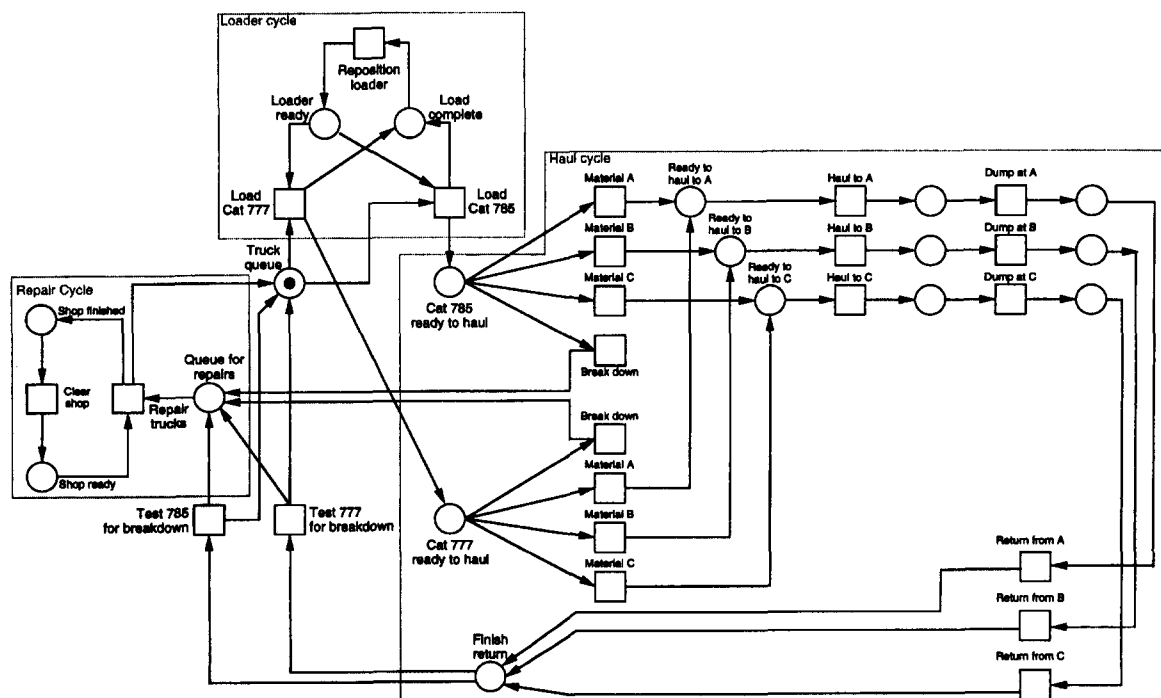 Loader cycle
Reposition
loader
Loader
ready
Load
complete
Load
Cat 777
Load
Cat 785
Haul cycle
Material A
Ready to
haul to A
Haul to A
Dump at A
Material B
Ready to
haul to B
Haul to B
Dump at B
Material C
Ready to
haul to C
Haul to C
Dump at C
Truck
queue
Cat 785
ready to haul
Break down
Repair Cycle
Shop finished
Clear
shop
Repair
trucks
Queue for
repairs
Shop ready
Break down
Material A
Material B
Material C
Cat 777
ready to haul
Test 785
for breakdown
Test 777
for breakdown
Return from A
Return from B
Return from C
Finish
return